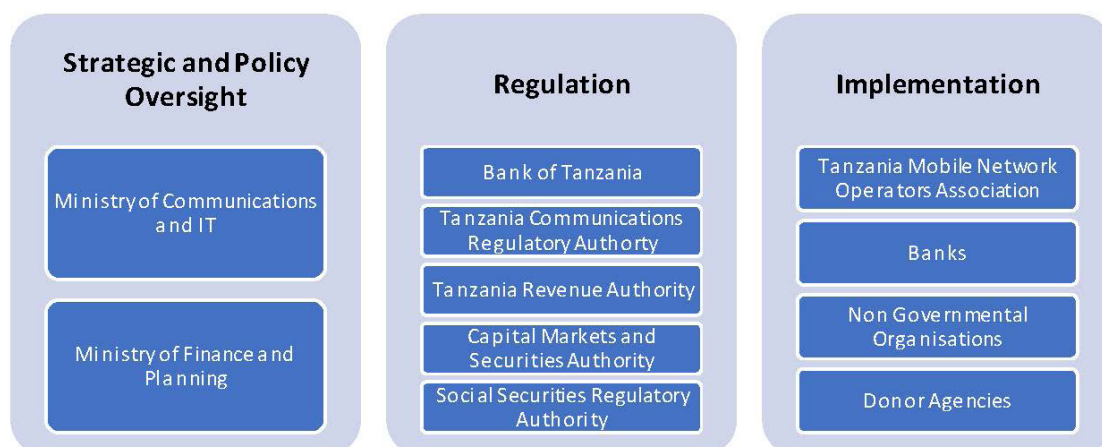 Strategic and Policy
Oversight
Ministry of Communications
and IT
Ministry of Finance and
Planning
Regulation
Bank of Tanzania
Tanzania Communications
Regulatory Authorty
Tanzania Revenue Authority
Capital Markets and
Securities Authority
Social Securities Regulatory
Authority
Implementation
Tanzania Mobile Network
Operators Association
Banks
Non Governmental
Organisations
Donor Agencies